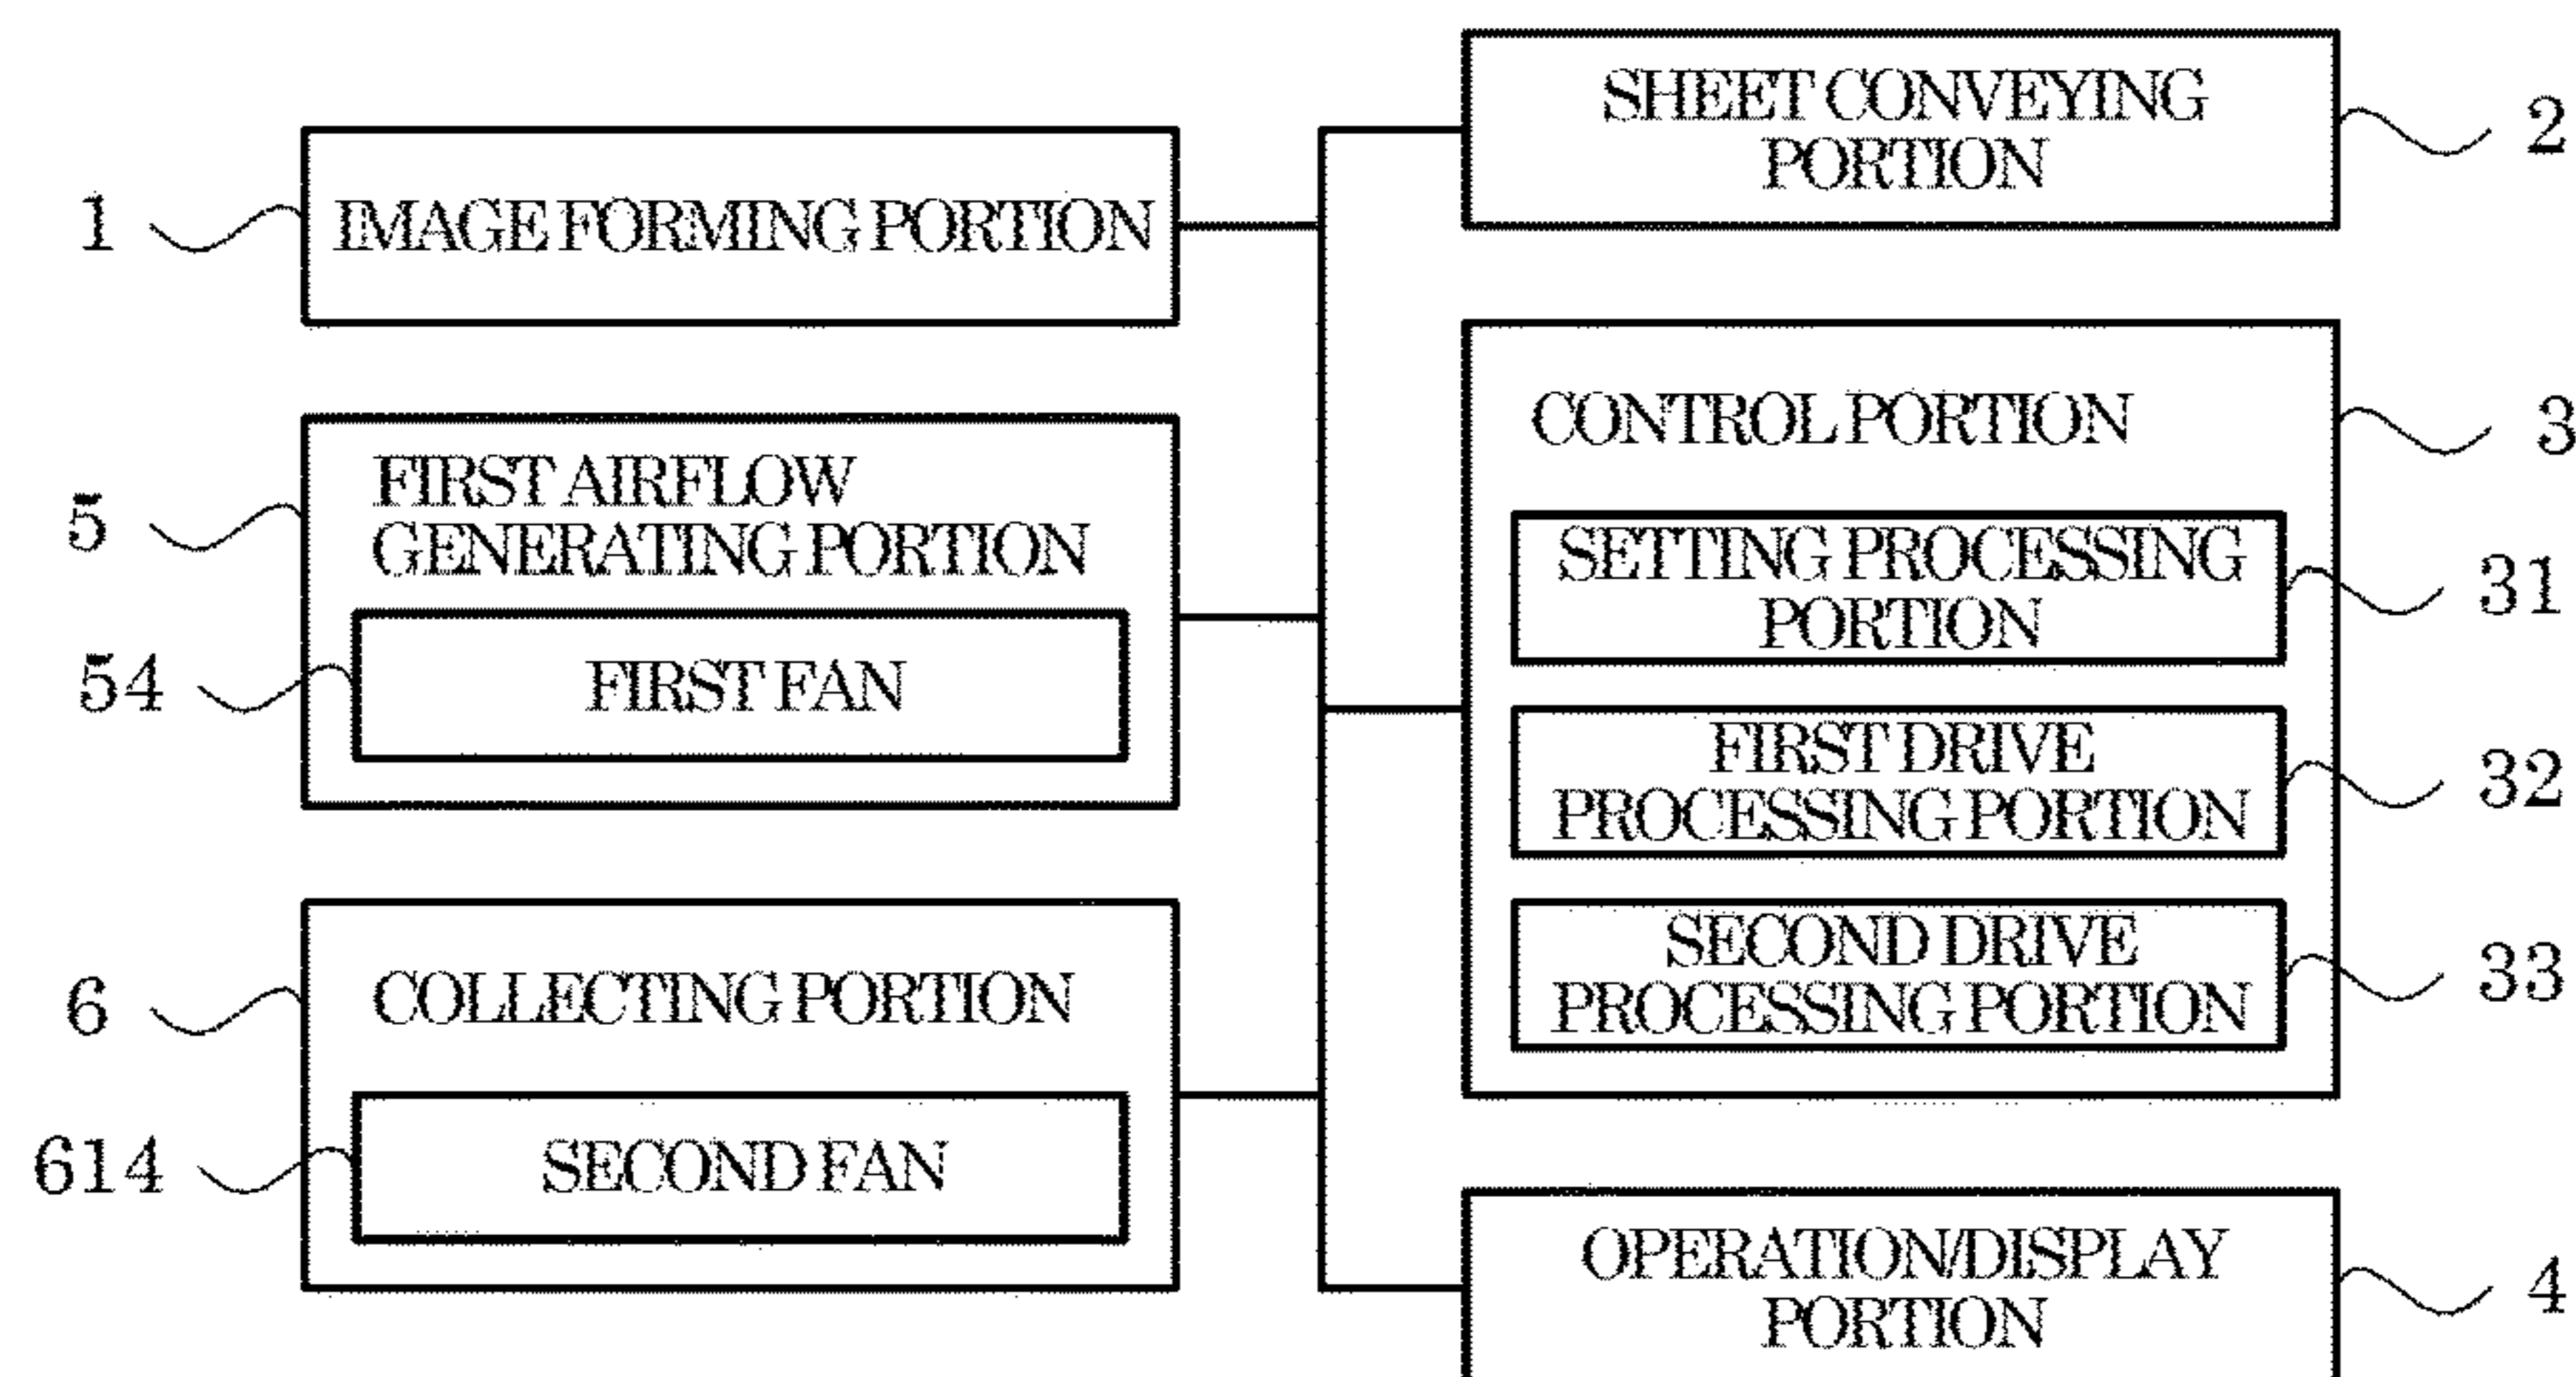 1
IMAGE FORMING PORTION
5
FIRST AIRFLOW
GENERATING PORTION
54
FIRST FAN
6
COLLECTING PORTION
614
SECOND FAN
SHEET CONVEYING
PORTION
2
CONTROL PORTION
3
SETTING PROCESSING
PORTION
31
FIRST DRIVE
PROCESSING PORTION
32
SECOND DRIVE
PROCESSING PORTION
33
OPERATION/DISPLAY
PORTION
4